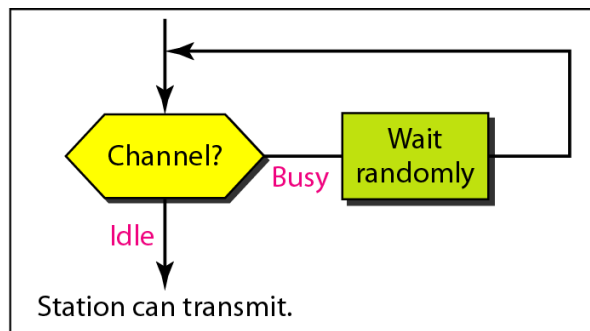 Channel?
Busy
Wait
randomly
Idle
Station can transmit.